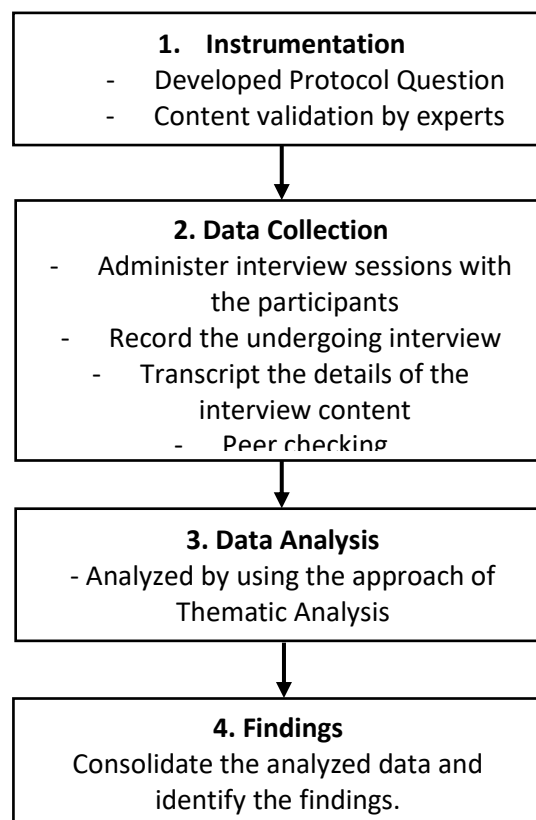 1. Instrumentation
- Developed Protocol Question
- Content validation by experts
2. Data Collection
- Administer interview sessions with
the participants
- Record the undergoing interview
- Transcript the details of the
interview content
- Peer checking
3. Data Analysis
- Analyzed by using the approach of
Thematic Analysis
4. Findings
Consolidate the analyzed data and
identify the findings.